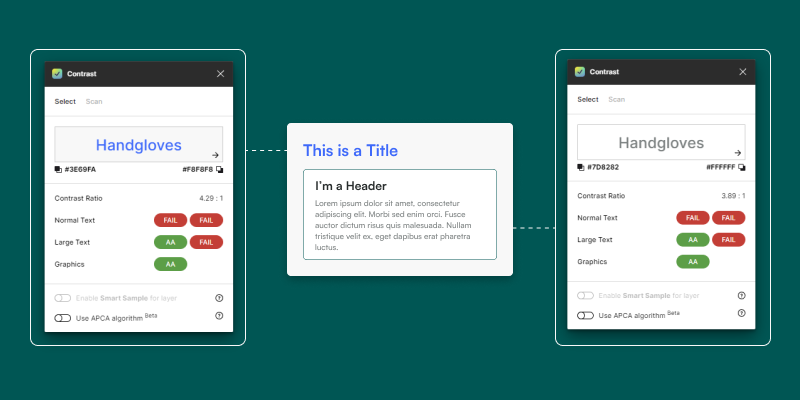 Contrast
Select Scan
Handgloves
#3E69FA #F8F8F8
Contrast Ratio 4.29 : 1
Normal Text FAIL FAIL
Large Text AA FAIL
Graphics AA
Enable Smart Sample for layer
Use APCA algorithm Beta
This is a Title
I'm a Header
Lorem ipsum dolor sit amet, consectetur
adipiscing elit. Morbi sed enim orci. Fusce
auctor dictum risus quis malesuada. Nullam
tristique velit ex, eget dapibus erat pharetra
luctus.
Contrast
Select Scan
Handgloves
#7D8282 #FFFFFF
Contrast Ratio 3.89 : 1
Normal Text FAIL FAIL
Large Text AA FAIL
Graphics AA
Enable Smart Sample for layer
Use APCA algorithm Beta